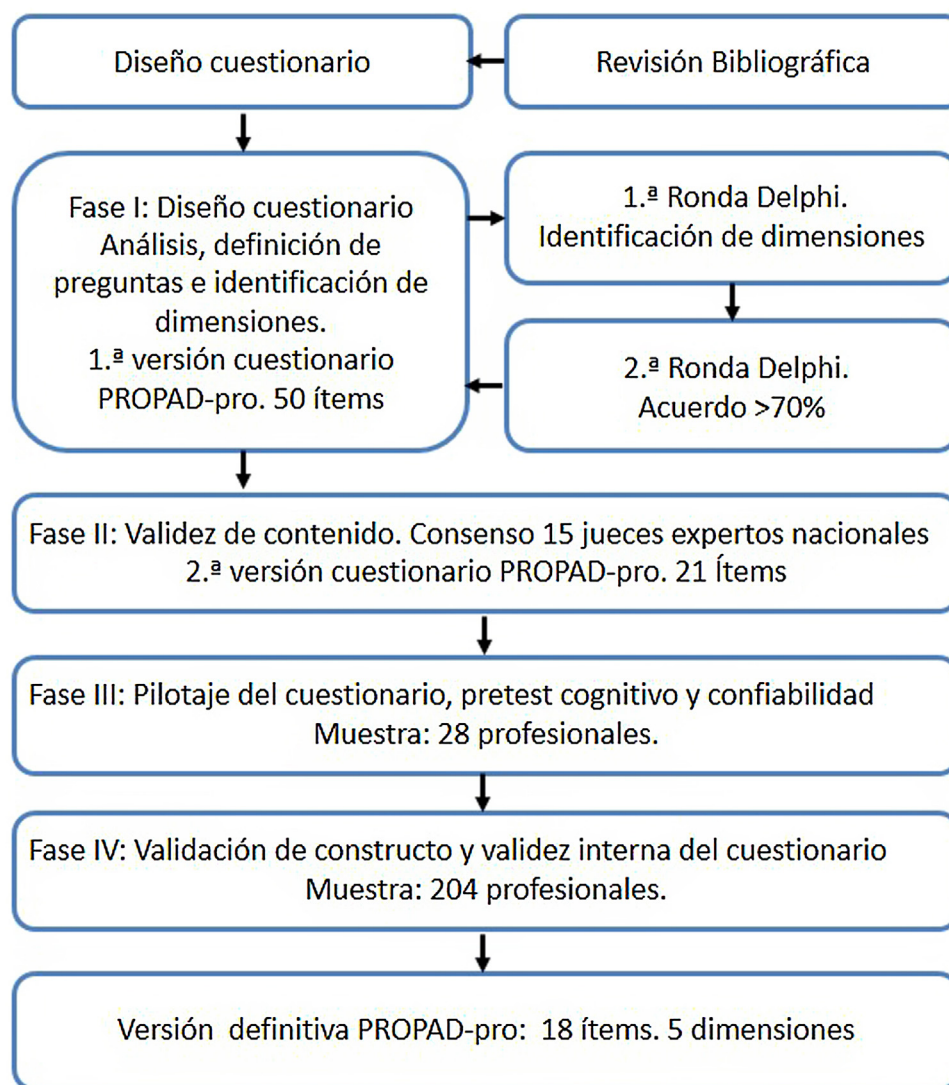 Diseño cuestionario
Revisión Bibliográfica
Fase I: Diseño cuestionario
Análisis, definición de
preguntas e identificación de
dimensiones.
1.ª versión cuestionario
PROPAD-pro. 50 ítems
1.ª Ronda Delphi.
Identificación de dimensiones
2.ª Ronda Delphi.
Acuerdo >70%
Fase II: Validez de contenido. Consenso 15 jueces expertos nacionales
2.ª versión cuestionario PROPAD-pro. 21 Ítems
Fase III: Pilotaje del cuestionario, pretest cognitivo y confiabilidad
Muestra: 28 profesionales.
Fase IV: Validación de constructo y validez interna del cuestionario
Muestra: 204 profesionales.
Versión definitiva PROPAD-pro: 18 ítems. 5 dimensiones